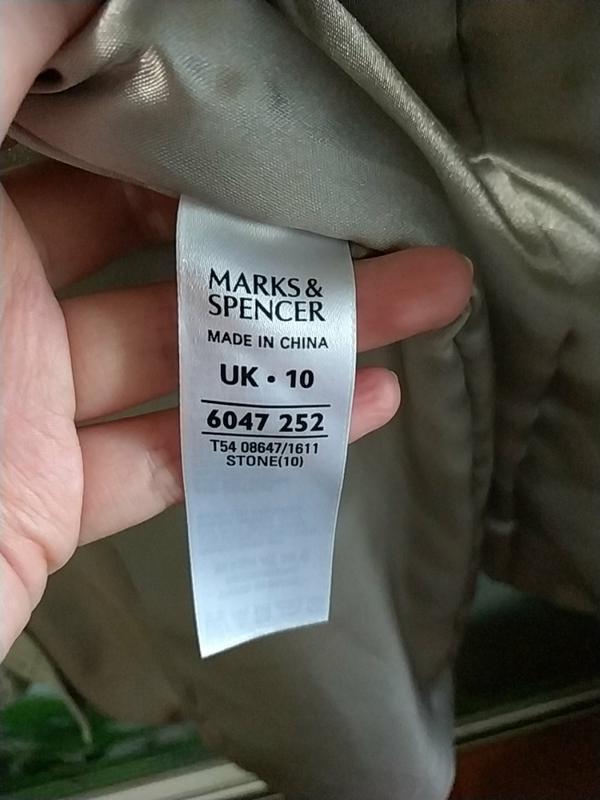 MARKS &
SPENCER
MADE IN CHINA
UK • 10
6047 252
T54 08647/1611
STONE(10)